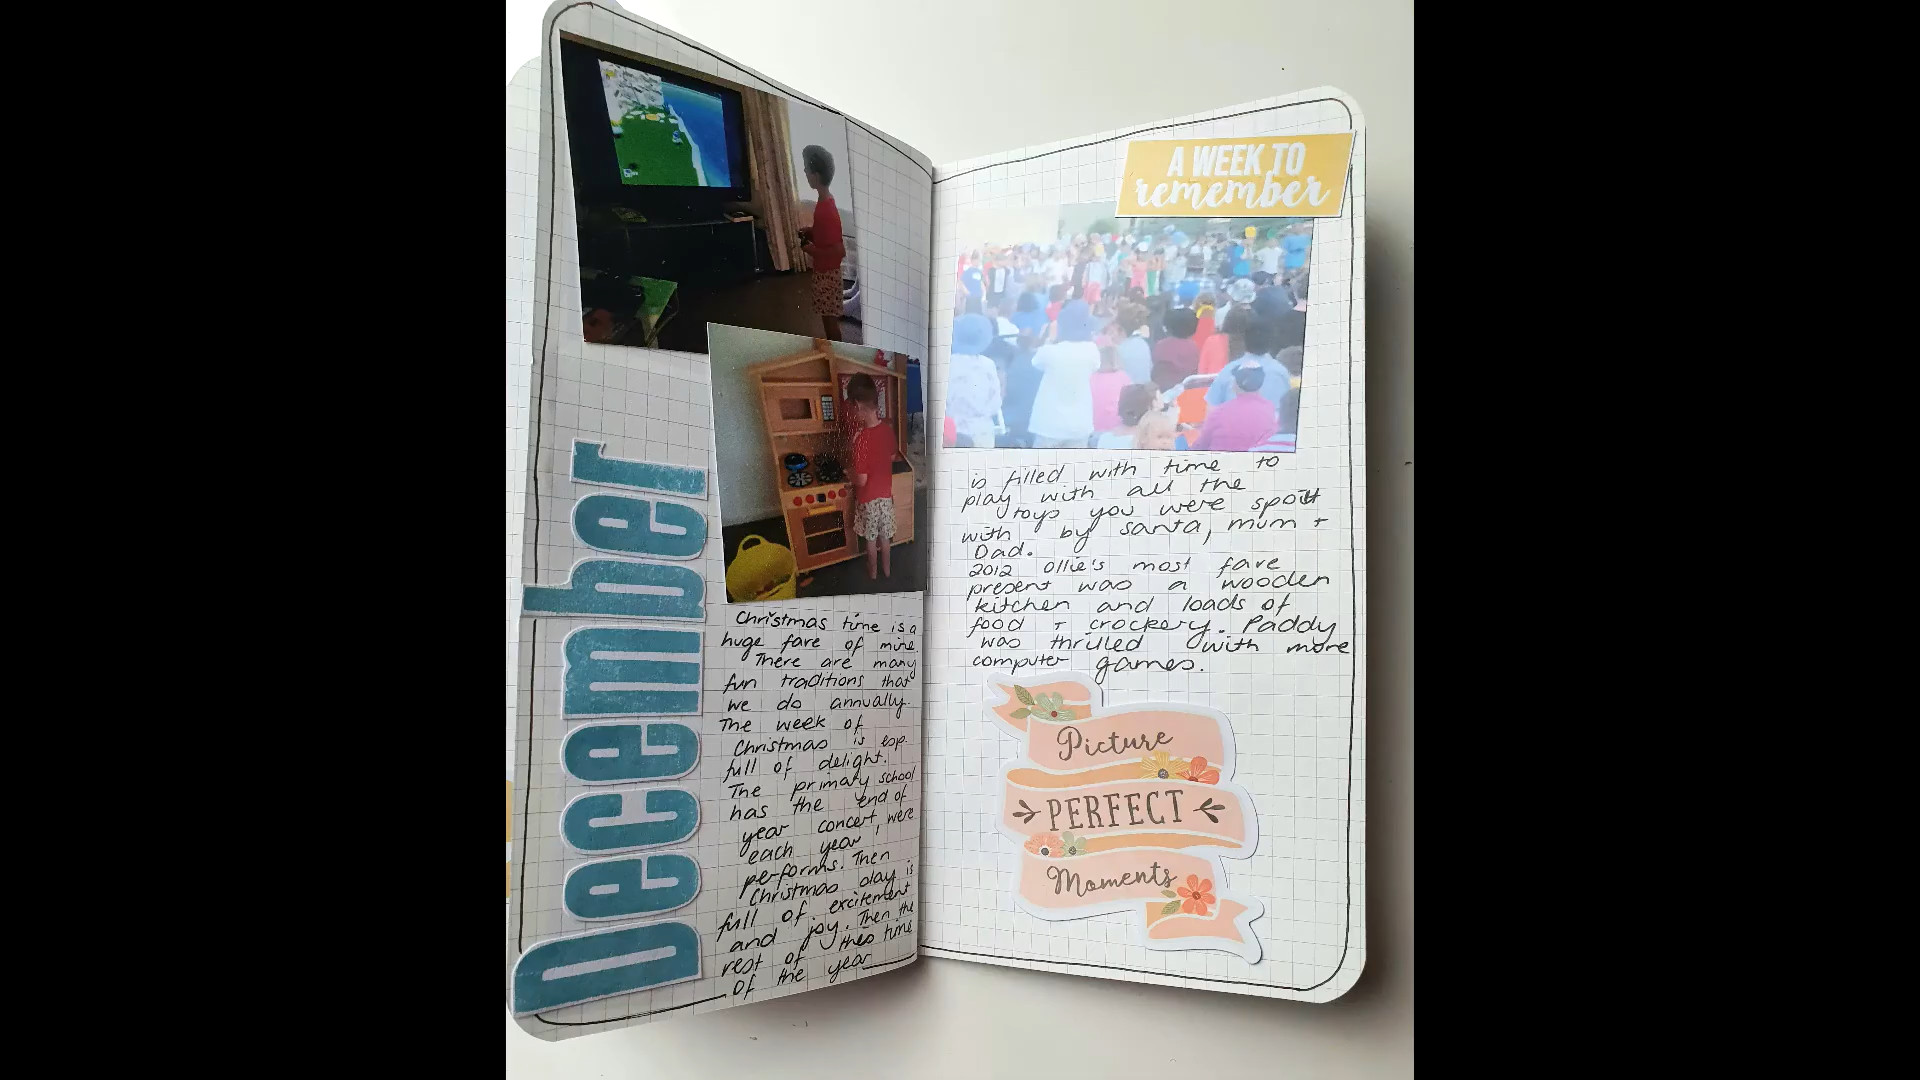 December
Christmas time is a
huge fave of mine.
There are many
fun traditions that
we do annually.
The week of
Christmas is esp.
full of delight.
The primary school
has the end of
year concert, were
each year
performs. Then
Christmas day is
full of excitement
and joy. Then the
rest of this time
of the year
A WEEK TO
remember
is filled with time to
play with all the
toys you were spoilt
with by santa, mum +
Dad.
2012 Ollie's most fave
present was a wooden
kitchen and loads of
food + crockery. Paddy
was thrilled with more
computer games.
Picture
PERFECT
Moments